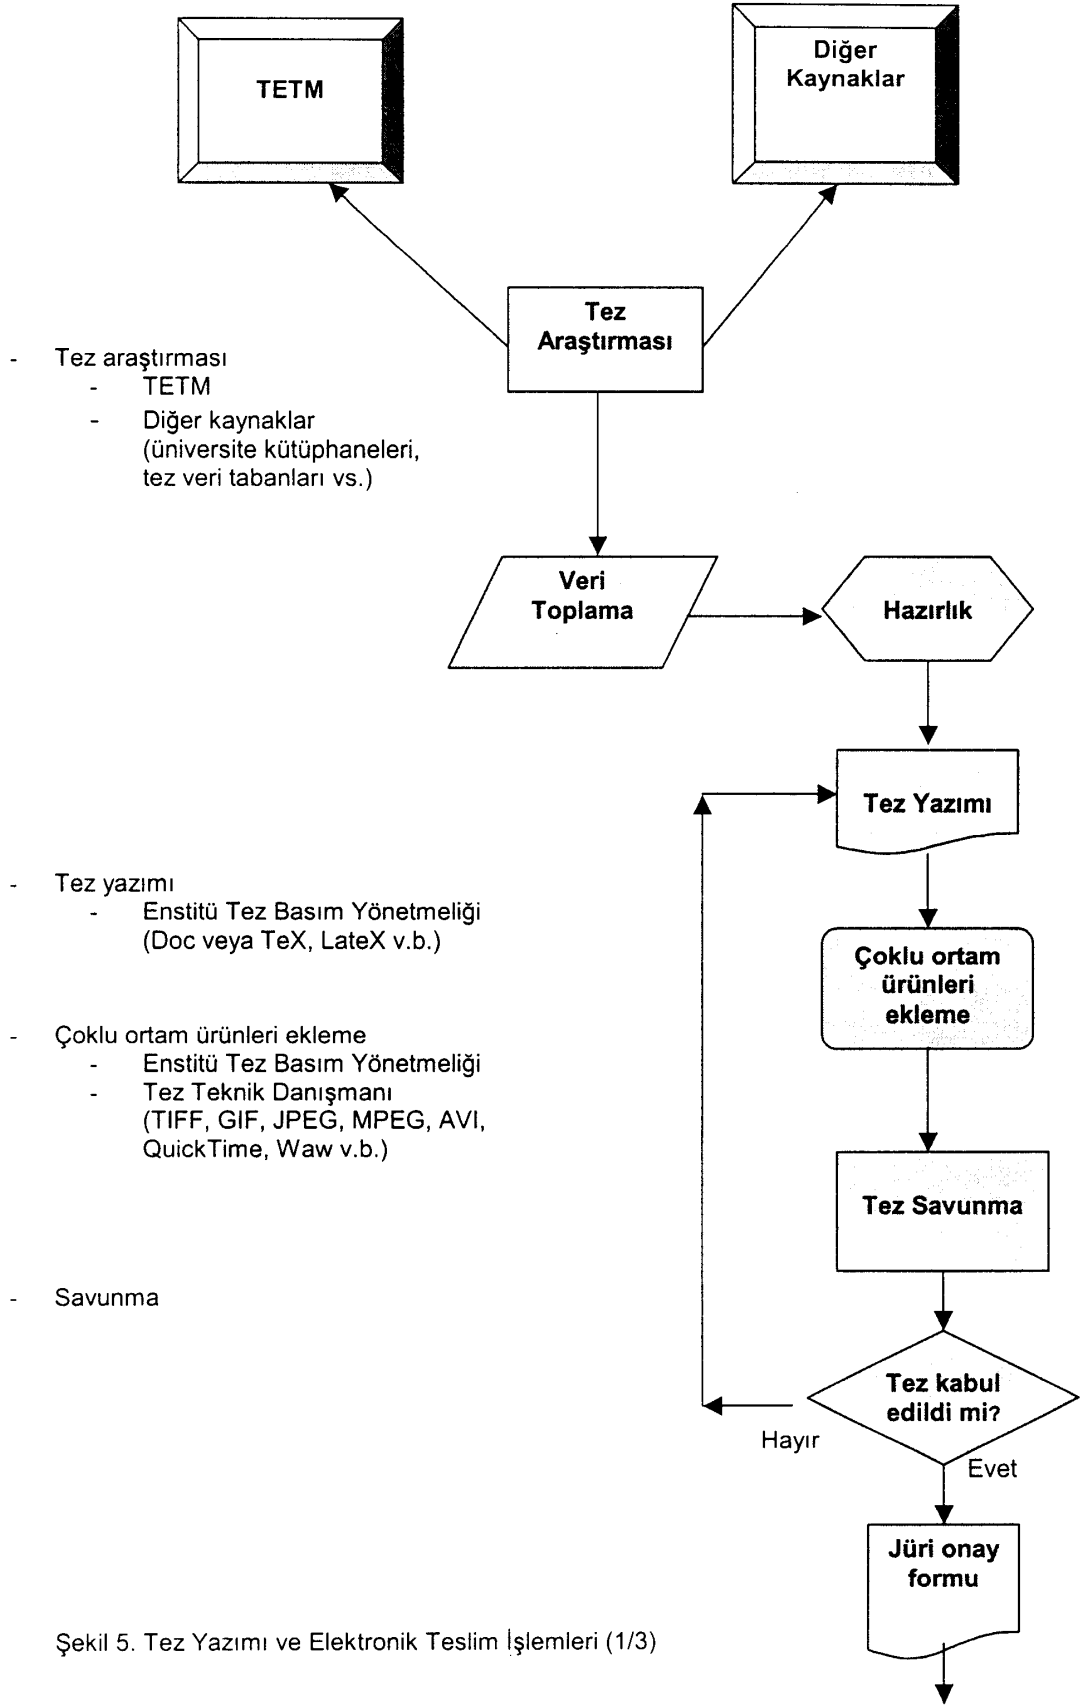 TETM
Diğer
Kaynaklar
Tez
Araştırması
- Tez araştırması
- TETM
- Diğer kaynaklar
(üniversite kütüphaneleri,
tez veri tabanları vs.)
Veri
Toplama
Hazırlık
Tez Yazımı
- Tez yazımı
- Enstitü Tez Basım Yönetmeliği
(Doc veya TeX, LateX v.b.)
Çoklu ortam
ürünleri
ekleme
- Çoklu ortam ürünleri ekleme
- Enstitü Tez Basım Yönetmeliği
- Tez Teknik Danışmanı
(TIFF, GIF, JPEG, MPEG, AVI,
QuickTime, Waw v.b.)
Tez Savunma
- Savunma
Tez kabul
edildi mi?
Hayır
Evet
Jüri onay
formu
Şekil 5. Tez Yazımı ve Elektronik Teslim İşlemleri (1/3)